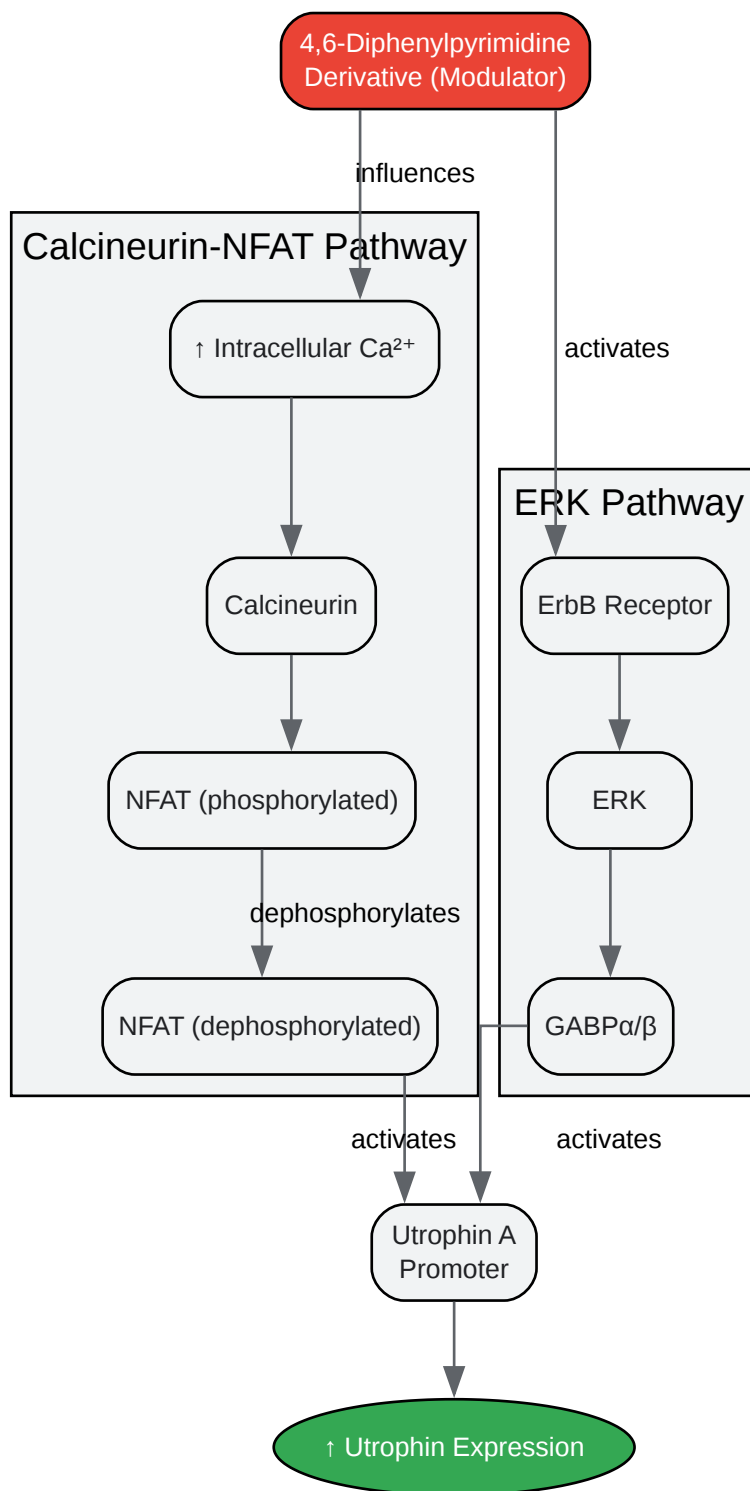 4,6-Diphenylpyrimidine
Derivative (Modulator)
influences
Calcineurin-NFAT Pathway
↑ Intracellular Ca²⁺
activates
ERK Pathway
Calcineurin
ErbB Receptor
NFAT (phosphorylated)
ERK
dephosphorylates
NFAT (dephosphorylated)
GABPα/β
activates
activates
Utrophin A
Promoter
↑ Utrophin Expression